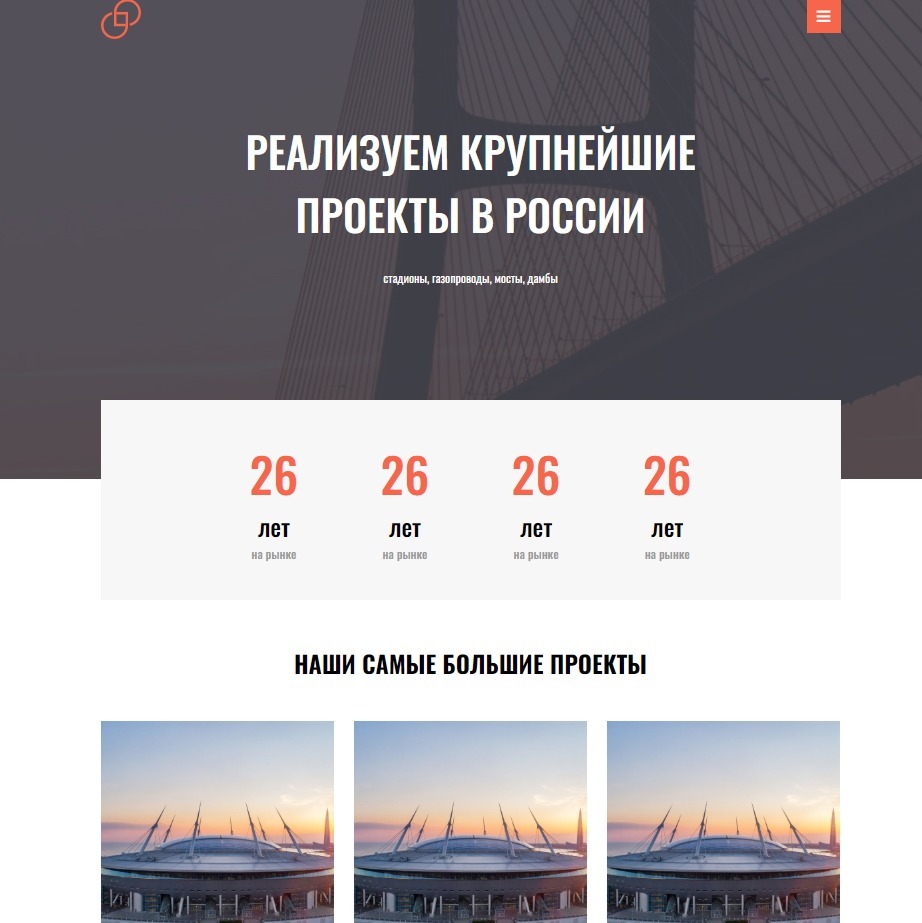 РЕАЛИЗУЕМ КРУПНЕЙШИЕ
ПРОЕКТЫ В РОССИИ
стадионы, газопроводы, мосты, дамбы
26 26 26 26
лет лет лет лет
на рынке на рынке на рынке на рынке
НАШИ САМЫЕ БОЛЬШИЕ ПРОЕКТЫ